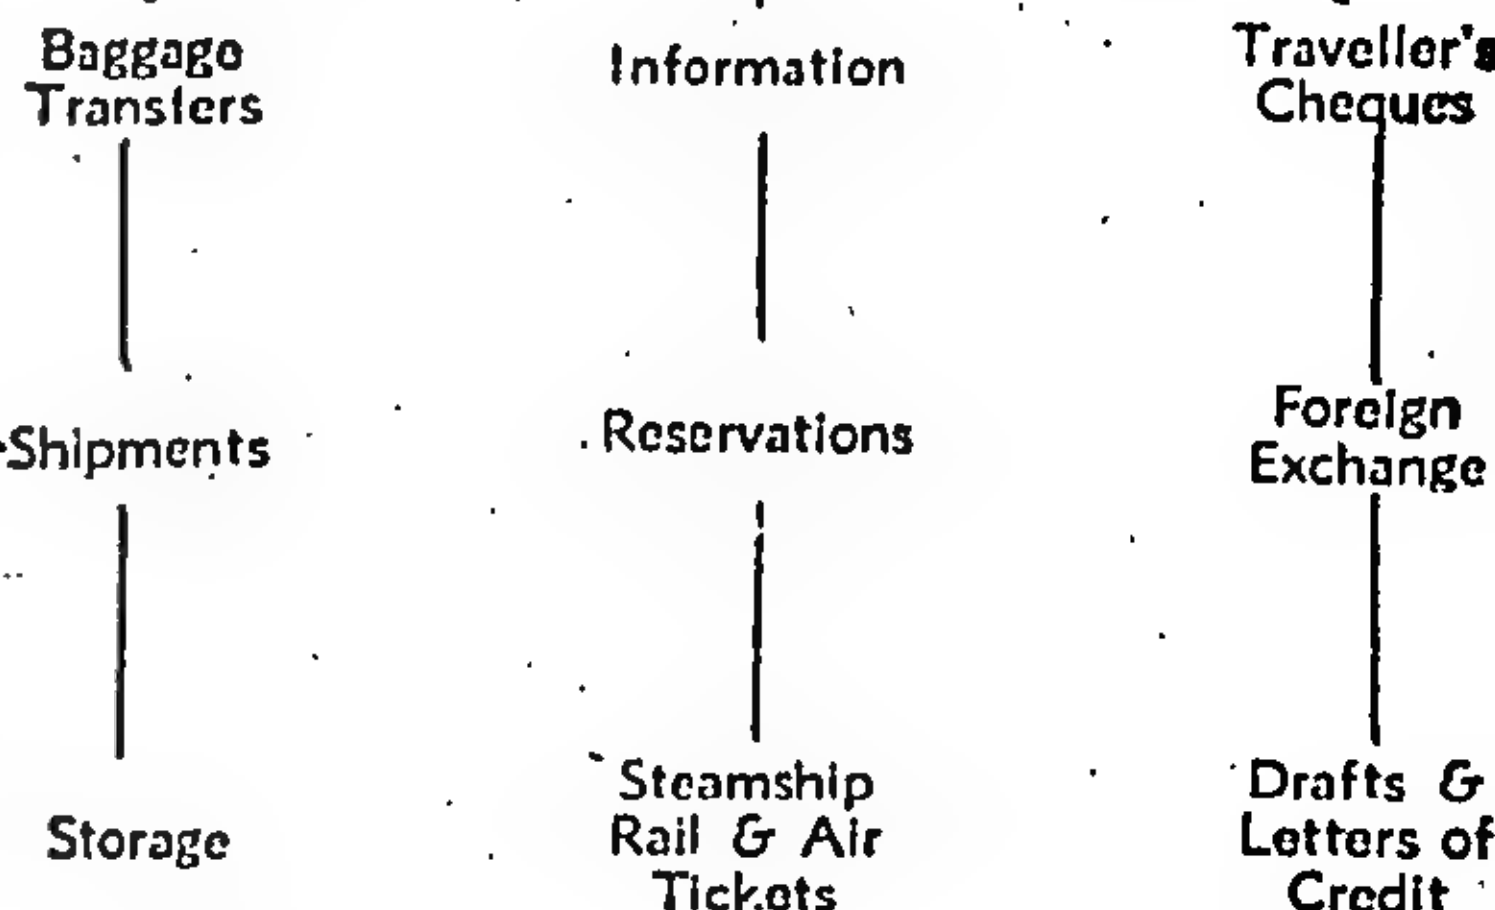 Baggage
Transfers
Shipments
Storage
Information
Reservations
Steamship
Rail & Air
Tickets
Traveller's
Cheques
Foreign
Exchange
Drafts &
Letters of
Credit